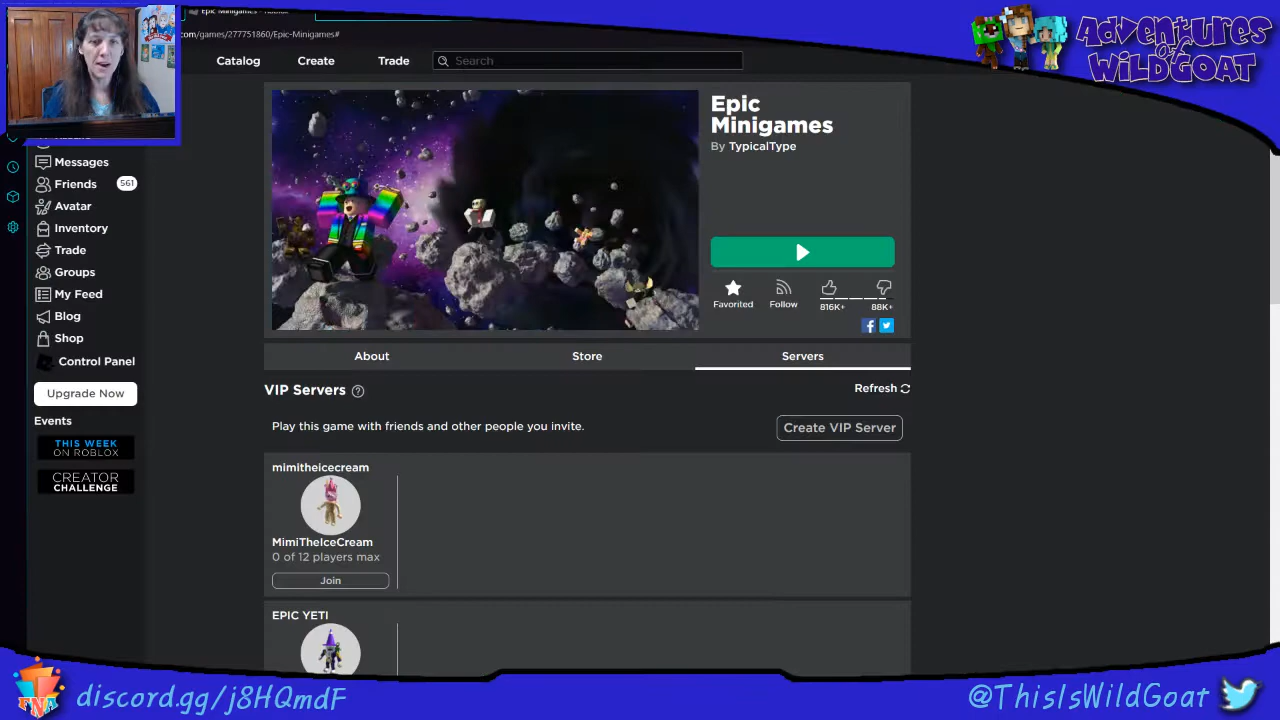 com/games/277751860/Epic-Minigames#
Adventures
of
WildGoat
Catalog
Create
Trade
Search
Messages
Friends
561
Avatar
Inventory
Trade
Groups
My Feed
Blog
Shop
Control Panel
Upgrade Now
Events
THIS WEEK
ON ROBLOX
CREATOR
CHALLENGE
Epic
Minigames
By TypicalType
Favorited
Follow
816K+
88K+
About
Store
Servers
VIP Servers
Refresh
Play this game with friends and other people you invite.
Create VIP Server
mimitheicecream
MimiTheIceCream
0 of 12 players max
Join
EPIC YETI
FNA
discord.gg/j8HQmdF
@ThisIsWildGoat